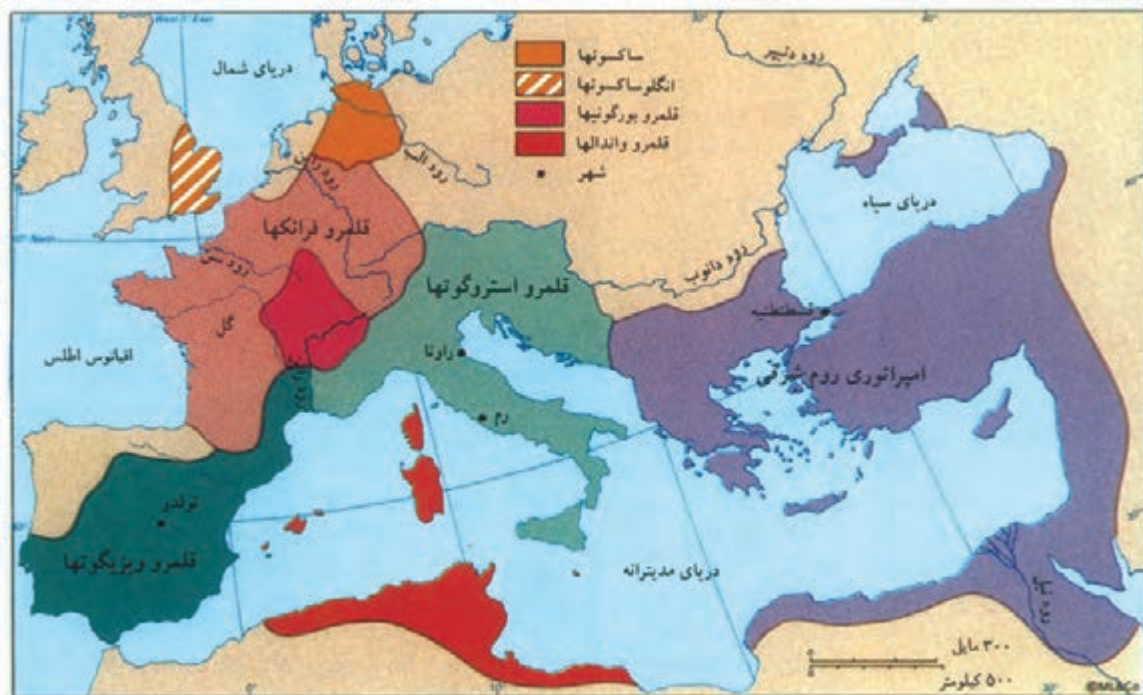 ساکسونها
انگلوساکسونها
قلمرو بورگونیها
قلمرو واندالها
شهر
دریای شمال
رود دنیپر
رود الب
رود راین
قلمرو فرانکها
رود سن
گل
اقیانوس اطلس
قلمرو استروگوتها
رود دانوب
دریای سیاه
قسطنطنیه
امپراتوری روم شرقی
راونا
رم
تولدو
قلمرو ویزیگوتها
دریای مدیترانه
رود نیل
۳۰۰ مایل
۵۰۰ کیلومتر